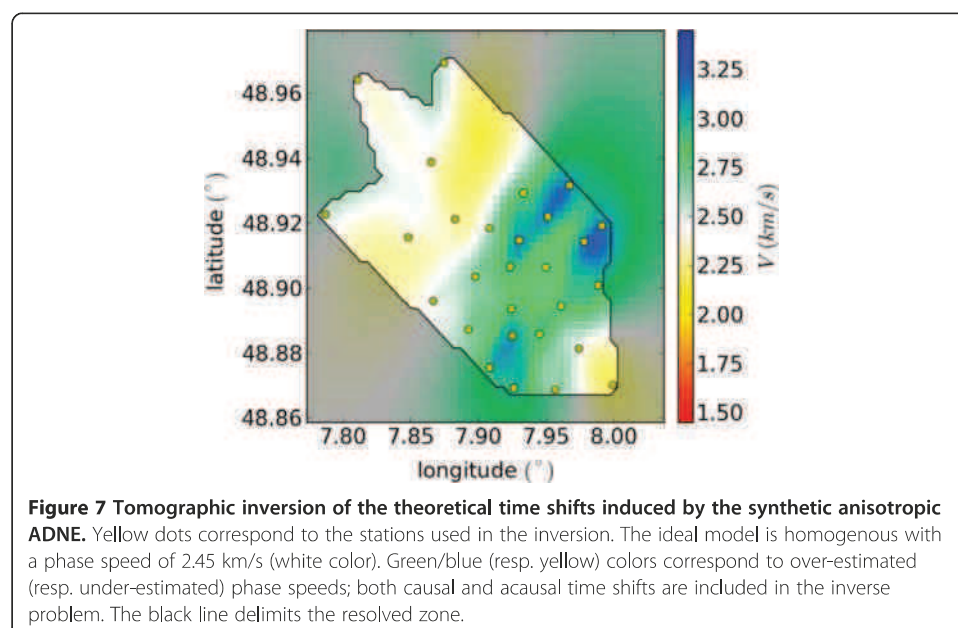 48.96
48.94
48.92
48.90
48.88
48.86
latitude (°)
7.80 7.85 7.90 7.95 8.00
longitude (°)
3.25
3.00
2.75
2.50
2.25
2.00
1.75
1.50
V (km/s)
Figure 7 Tomographic inversion of the theoretical time shifts induced by the synthetic anisotropic
ADNE. Yellow dots correspond to the stations used in the inversion. The ideal model is homogenous with
a phase speed of 2.45 km/s (white color). Green/blue (resp. yellow) colors correspond to over-estimated
(resp. under-estimated) phase speeds; both causal and acausal time shifts are included in the inverse
problem. The black line delimits the resolved zone.